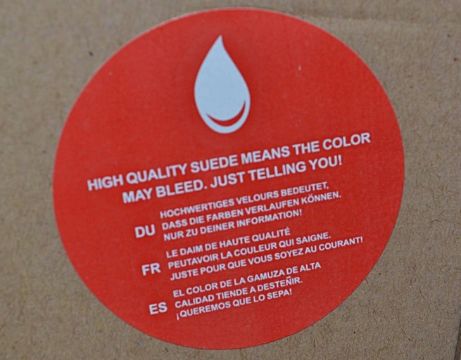 HIGH QUALITY SUEDE MEANS THE COLOR
MAY BLEED. JUST TELLING YOU!
DU
HOCHWERTIGES VELOURS BEDEUTET,
DASS DIE FARBEN VERLAUFEN KÖNNEN.
NUR ZU DEINER INFORMATION!
FR
LE DAIM DE HAUTE QUALITÉ
PEUTAVOIR LA COULEUR QUI SAIGNE.
JUSTE POUR QUE VOUS SOYEZ AU COURANT!
ES
EL COLOR DE LA GAMUZA DE ALTA
CALIDAD TIENDE A DESTEÑIR.
¡QUEREMOS QUE LO SEPA!